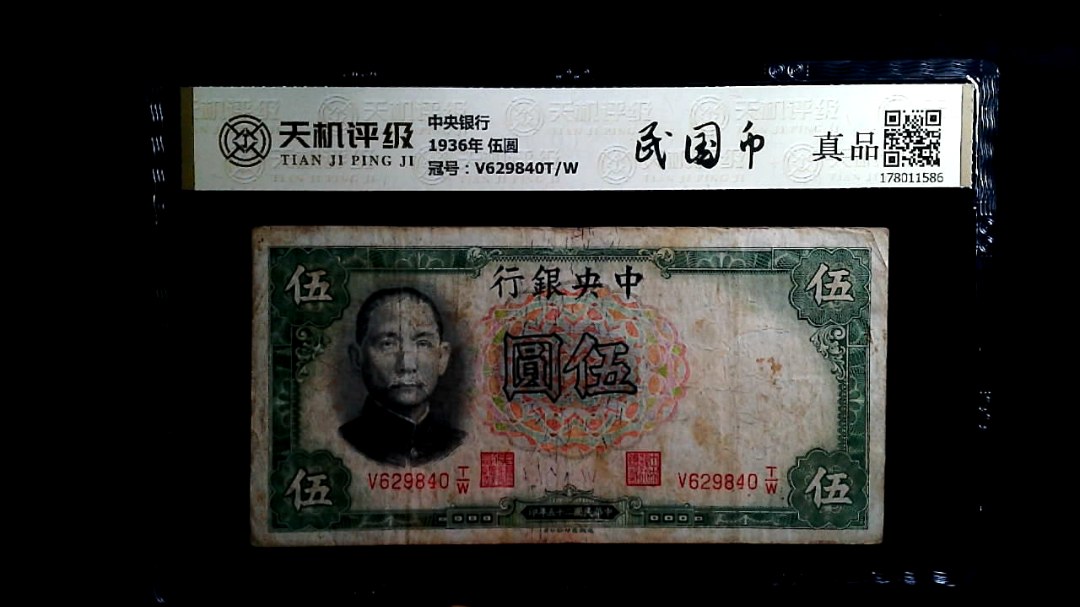 天机评级
TIAN JI PING JI
中央银行
1936年 伍圆
冠号：V629840T/W
民国币
真品
178011586
伍 伍
行銀央中
圓伍
V629840 T/W V629840 T/W
伍 伍